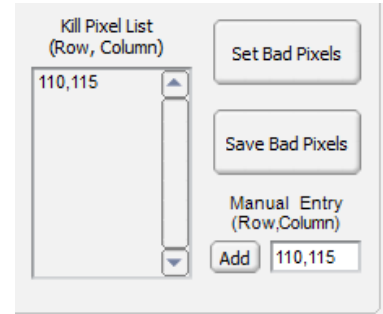 Kill Pixel List
(Row, Column)
110,115
Set Bad Pixels
Save Bad Pixels
Manual Entry
(Row,Column)
Add
110,115